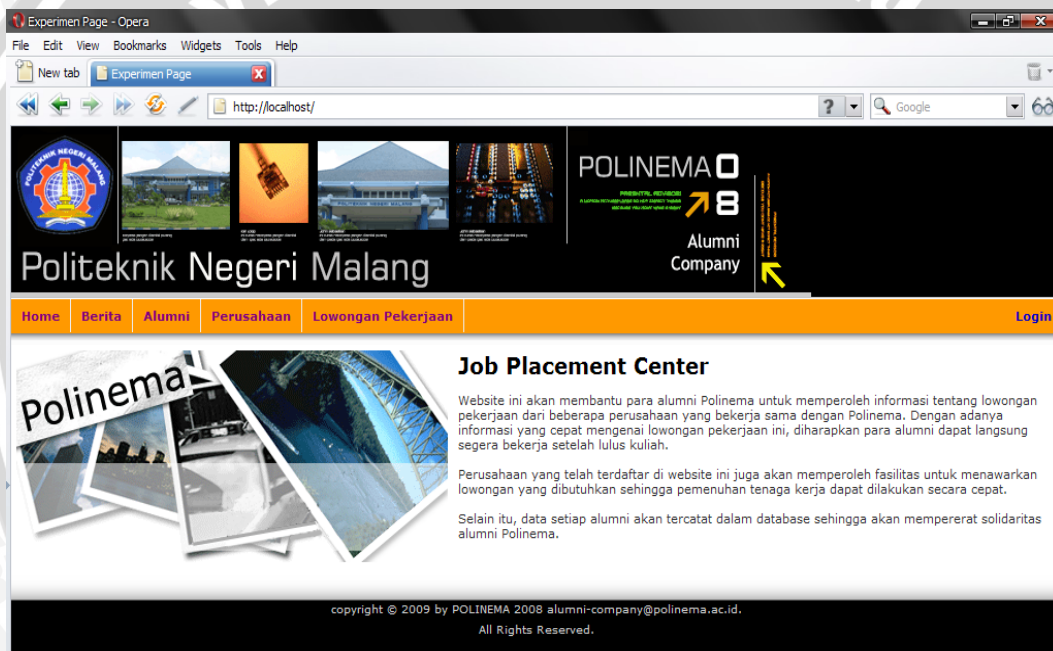 Experimen Page - Opera
File Edit View Bookmarks Widgets Tools Help
New tab Experimen Page
http://localhost/ ? Google
POLITEKNIK NEGERI MALANG
POLINEMA 0
8
Alumni
Company
Politeknik Negeri Malang
Home Berita Alumni Perusahaan Lowongan Pekerjaan Login
Polinema
Job Placement Center
Website ini akan membantu para alumni Polinema untuk memperoleh informasi tentang lowongan
pekerjaan dari beberapa perusahaan yang bekerja sama dengan Polinema. Dengan adanya
informasi yang cepat mengenai lowongan pekerjaan ini, diharapkan para alumni dapat langsung
segera bekerja setelah lulus kuliah.
Perusahaan yang telah terdaftar di website ini juga akan memperoleh fasilitas untuk menawarkan
lowongan yang dibutuhkan sehingga pemenuhan tenaga kerja dapat dilakukan secara cepat.
Selain itu, data setiap alumni akan tercatat dalam database sehingga akan mempererat solidaritas
alumni Polinema.
copyright © 2009 by POLINEMA 2008 alumni-company@polinema.ac.id.
All Rights Reserved.